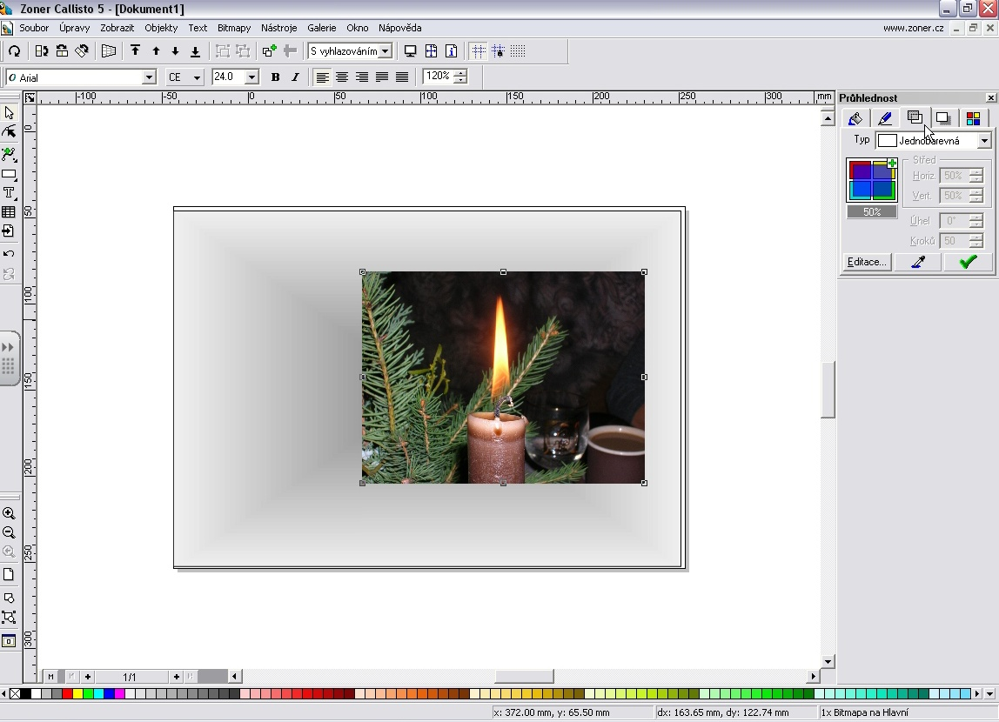 Zoner Callisto 5 - [Dokument1]
Soubor Úpravy Zobrazit Objekty Text Bitmapy Nástroje Galerie Okno Nápověda www.zoner.cz
S vyhlazováním
O Arial CE 24.0 B I 120%
-100 -50 0 50 100 150 200 250 300 mm
0
50
100
150
200
250
300
Průhlednost
Typ Jednobarevná
Střed
Horiz. 50%
Vert. 50%
50%
Úhel 0°
Kroků 50
Editace...
1/1
x: 372.00 mm, y: 65.50 mm dx: 163.65 mm, dy: 122.74 mm 1x Bitmapa na Hlavní